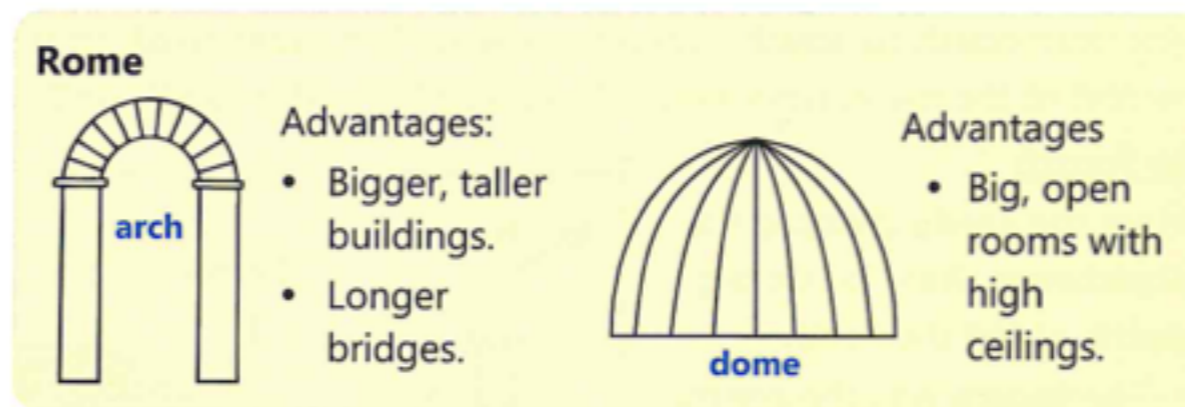 Rome
arch
Advantages:
• Bigger, taller
buildings.
• Longer
bridges.
dome
Advantages
• Big, open
rooms with
high
ceilings.